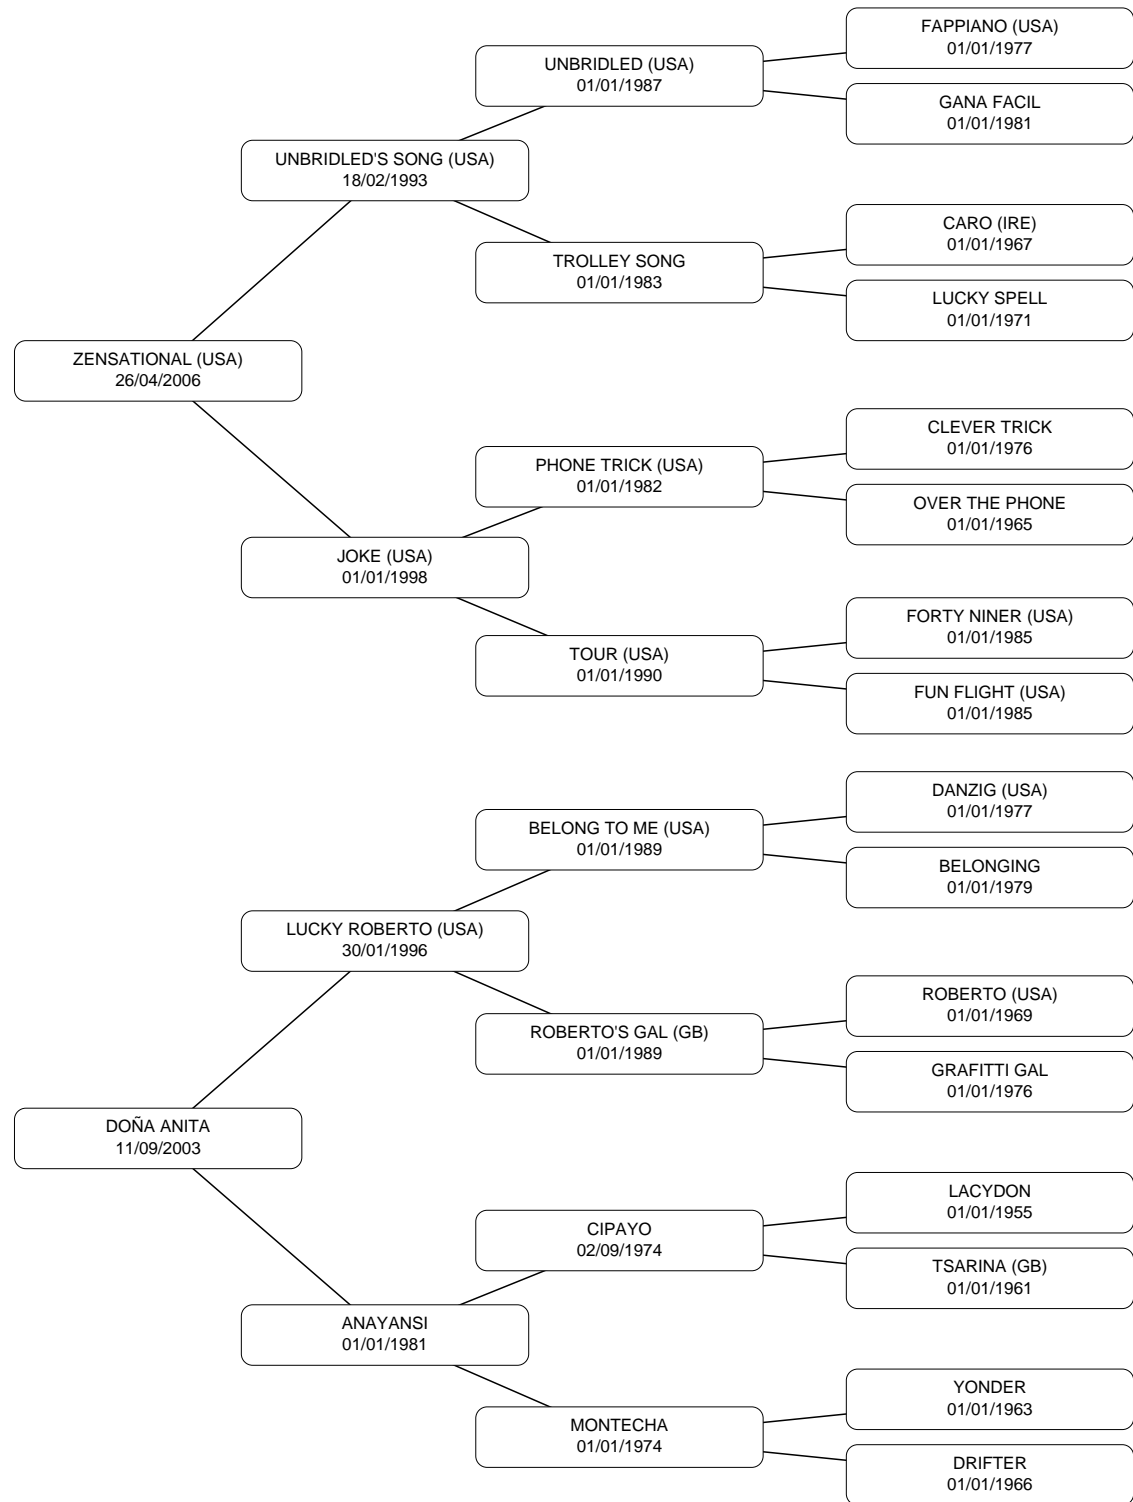 FAPPIANO (USA)
01/01/1977
UNBRIDLED (USA)
01/01/1987
GANA FACIL
01/01/1981
UNBRIDLED'S SONG (USA)
18/02/1993
CARO (IRE)
01/01/1967
TROLLEY SONG
01/01/1983
LUCKY SPELL
01/01/1971
ZENSATIONAL (USA)
26/04/2006
CLEVER TRICK
01/01/1976
PHONE TRICK (USA)
01/01/1982
OVER THE PHONE
01/01/1965
JOKE (USA)
01/01/1998
FORTY NINER (USA)
01/01/1985
TOUR (USA)
01/01/1990
FUN FLIGHT (USA)
01/01/1985
DANZIG (USA)
01/01/1977
BELONG TO ME (USA)
01/01/1989
BELONGING
01/01/1979
LUCKY ROBERTO (USA)
30/01/1996
ROBERTO (USA)
01/01/1969
ROBERTO'S GAL (GB)
01/01/1989
GRAFITTI GAL
01/01/1976
DOÑA ANITA
11/09/2003
LACYDON
01/01/1955
CIPAYO
02/09/1974
TSARINA (GB)
01/01/1961
ANAYANSI
01/01/1981
YONDER
01/01/1963
MONTECHA
01/01/1974
DRIFTER
01/01/1966